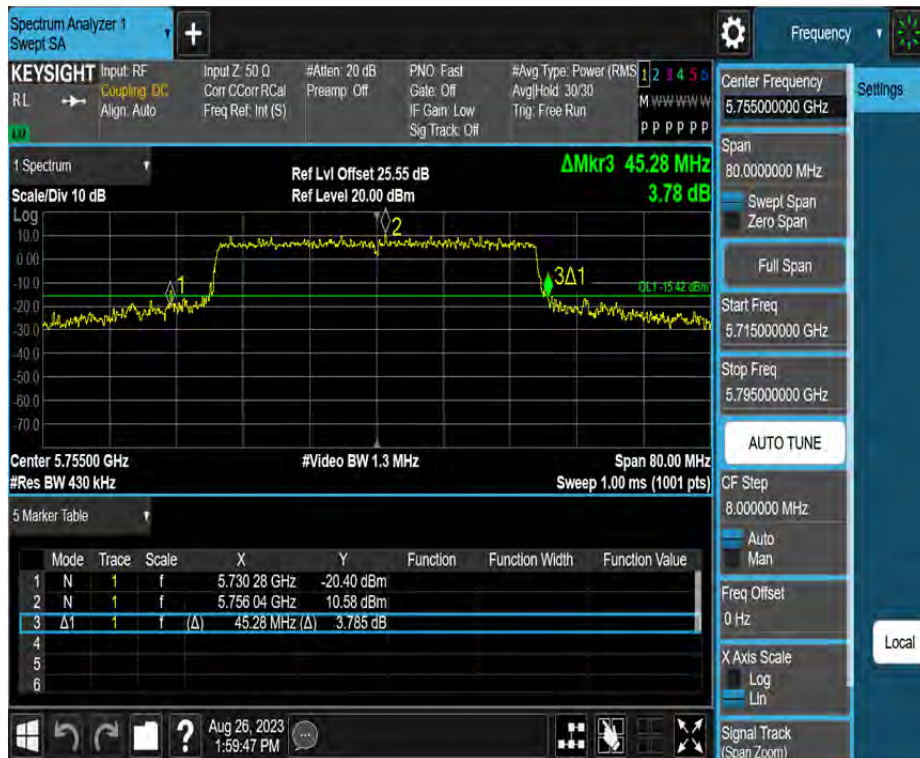 Spectrum Analyzer 1
Swept SA
Frequency
KEYSIGHT
RL
Input: RF
Coupling: DC
Align: Auto
Input Z: 50 Ω
Corr CCorr RCal
Freq Ref: Int (S)
#Atten: 20 dB
Preamp: Off
PNO: Fast
Gate: Off
IF Gain: Low
Sig Track: Off
#Avg Type: Power (RMS
Avg|Hold: 30/30
Trig: Free Run
1 2 3 4 5 6
M W W W W W
P P P P P P
1 Spectrum
Scale/Div 10 dB
Ref Lvl Offset 25.55 dB
Ref Level 20.00 dBm
ΔMkr3 45.28 MHz
3.78 dB
Log
10.0
0.00
-10.0
-20.0
-30.0
-40.0
-50.0
-60.0
-70.0
1
2
3Δ1
DL1 -15.42 dBm
Center 5.75500 GHz
#Video BW 1.3 MHz
Span 80.00 MHz
#Res BW 430 kHz
Sweep 1.00 ms (1001 pts)
5 Marker Table
Mode Trace Scale X Y Function Function Width Function Value
1 N 1 f 5.730 28 GHz -20.40 dBm
2 N 1 f 5.756 04 GHz 10.58 dBm
3 Δ1 1 f (Δ) 45.28 MHz (Δ) 3.785 dB
4
5
6
Aug 26, 2023
1:59:47 PM
Center Frequency
5.755000000 GHz
Settings
Span
80.0000000 MHz
Swept Span
Zero Span
Full Span
Start Freq
5.715000000 GHz
Stop Freq
5.795000000 GHz
AUTO TUNE
CF Step
8.000000 MHz
Auto
Man
Freq Offset
0 Hz
Local
X Axis Scale
Log
Lin
Signal Track
(Span Zoom)